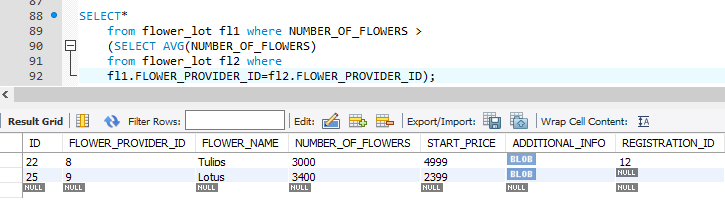 87
88 SELECT*
89 from flower_lot fl1 where NUMBER_OF_FLOWERS >
90 (SELECT AVG(NUMBER_OF_FLOWERS)
91 from flower_lot fl2 where
92 fl1.FLOWER_PROVIDER_ID=fl2.FLOWER_PROVIDER_ID);
Result Grid Filter Rows: Edit: Export/Import: Wrap Cell Content: IA
ID FLOWER_PROVIDER_ID FLOWER_NAME NUMBER_OF_FLOWERS START_PRICE ADDITIONAL_INFO REGISTRATION_ID
22 8 Tulips 3000 4999 BLOB 12
25 9 Lotus 3400 2399 BLOB NULL
NULL NULL NULL NULL NULL NULL NULL